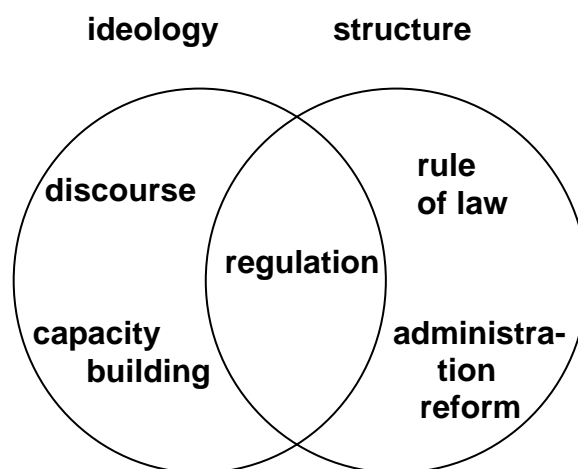 ideology
structure
discourse
rule
of law
regulation
capacity
building
administra-
tion
reform